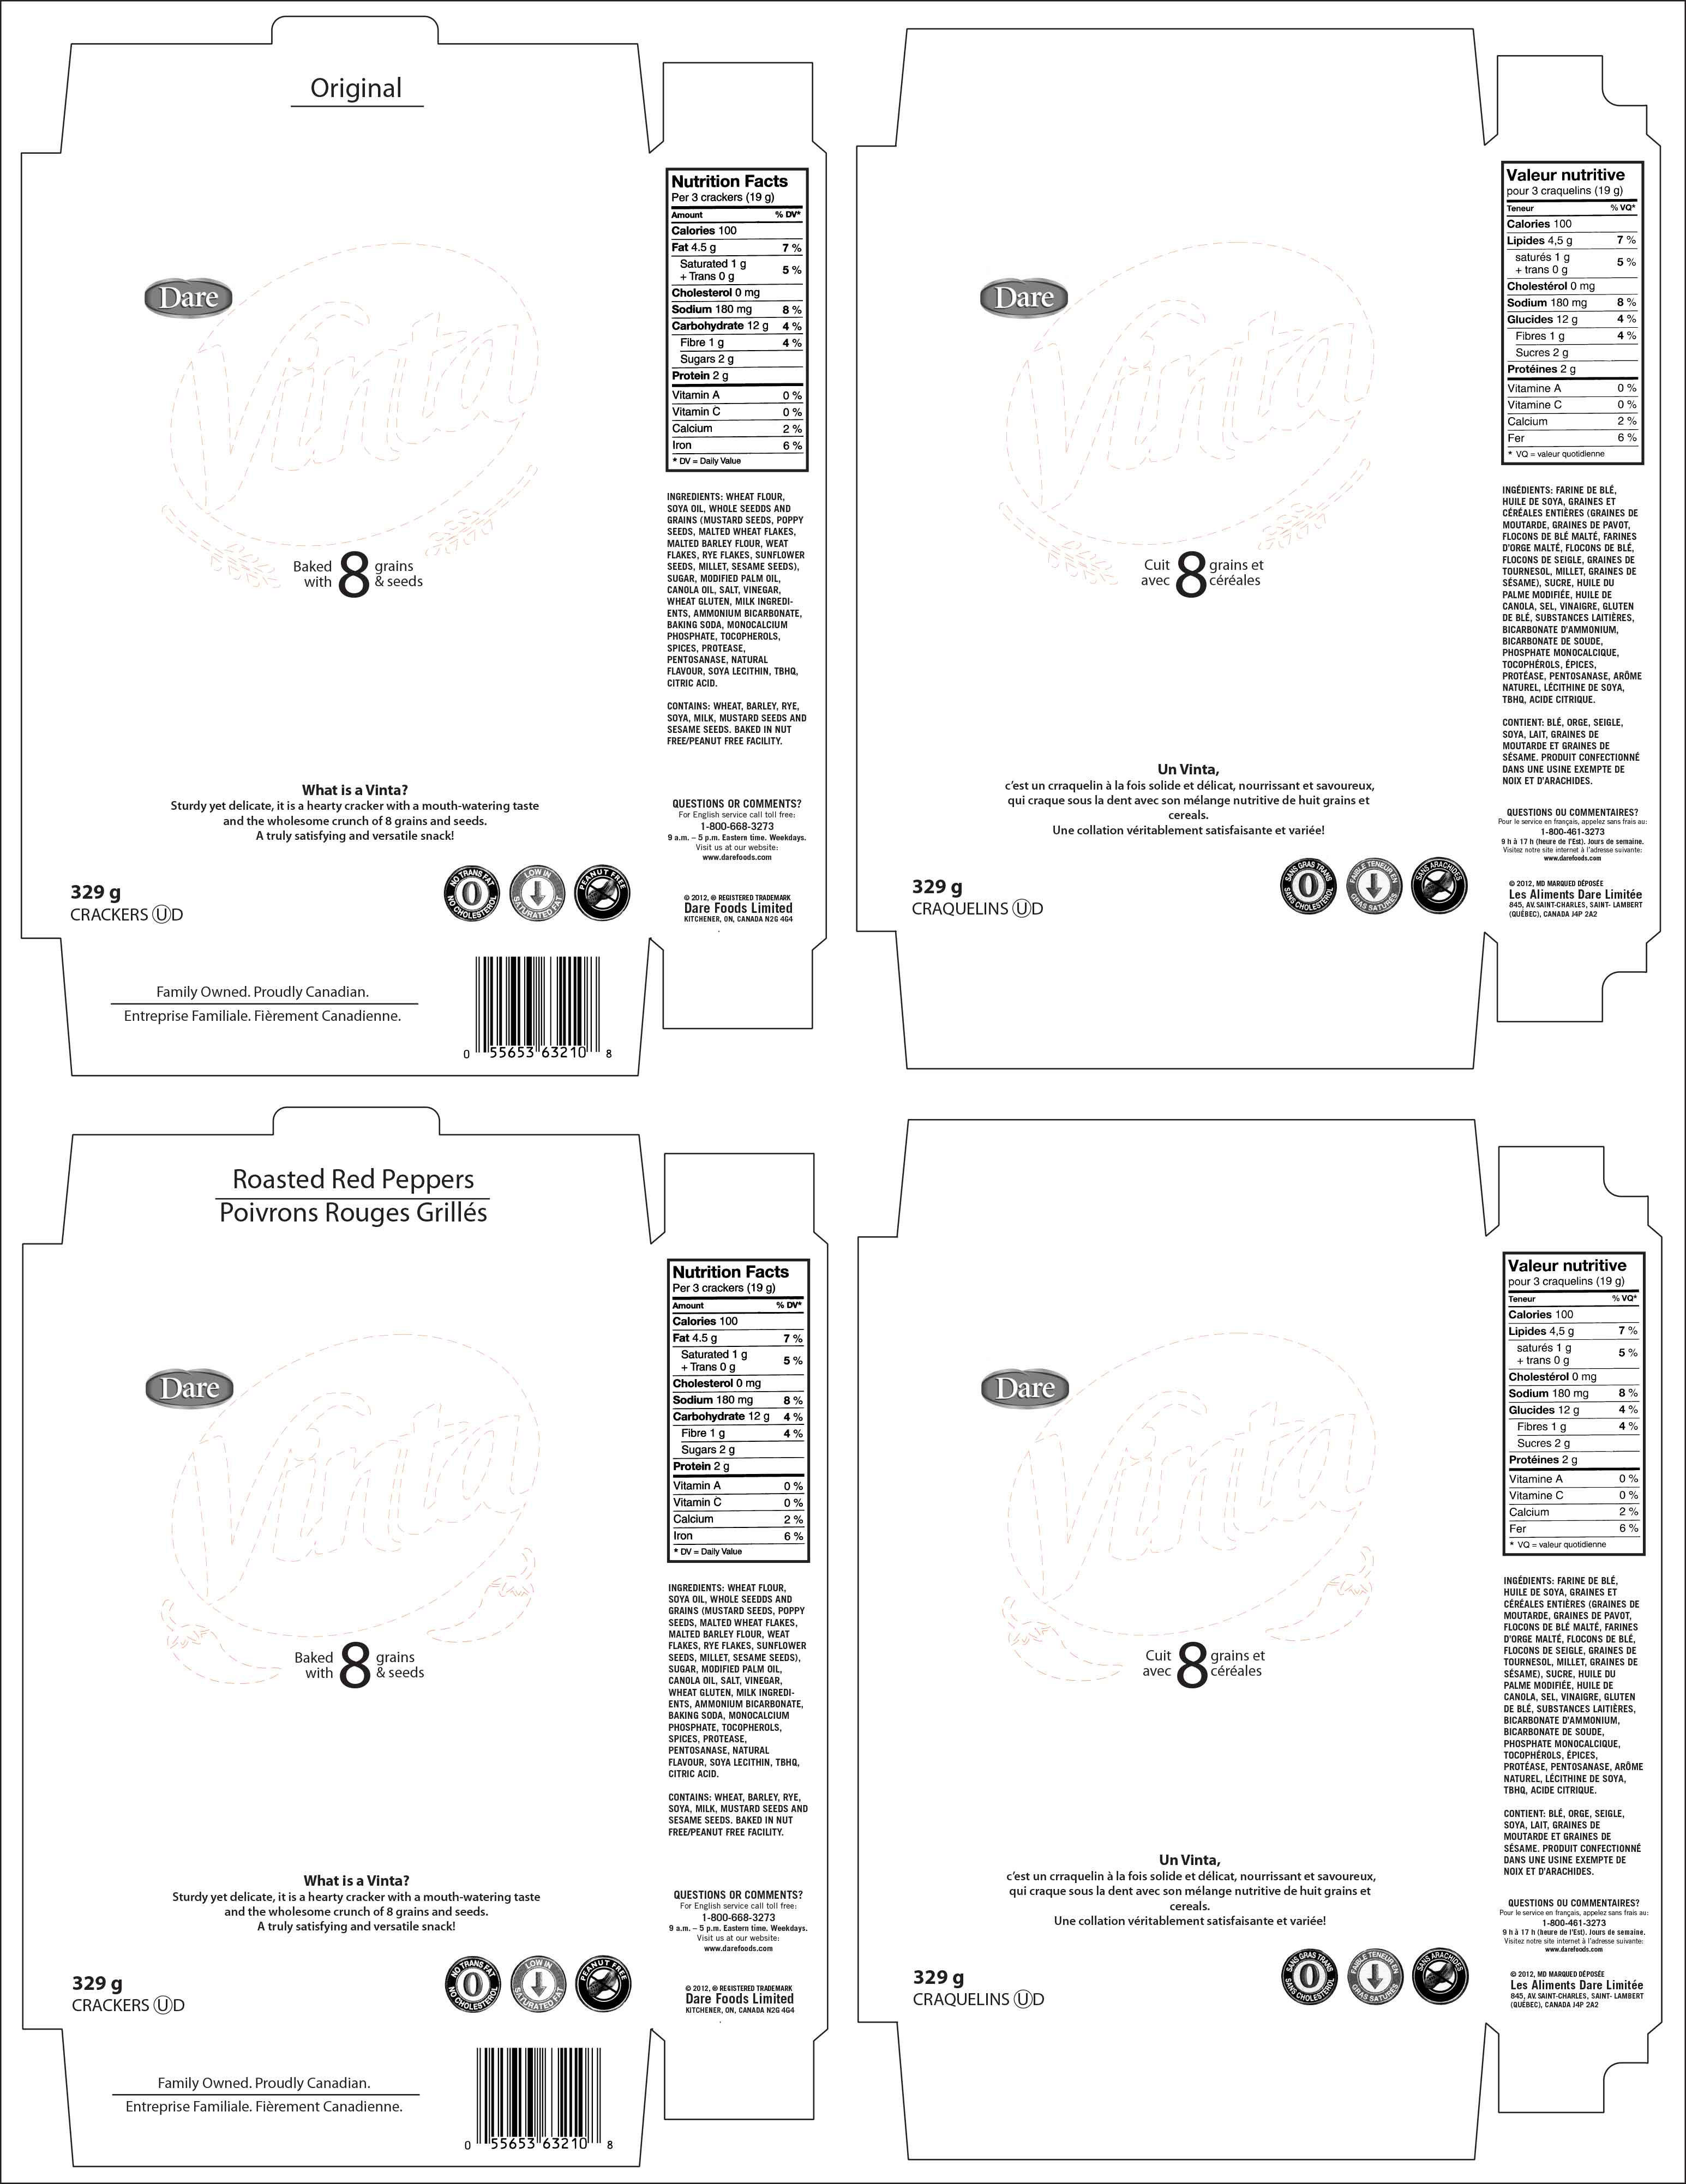 Original
Dare
Vinta
Baked
with
8
grains
& seeds
What is a Vinta?
Sturdy yet delicate, it is a hearty cracker with a mouth-watering taste
and the wholesome crunch of 8 grains and seeds.
A truly satisfying and versatile snack!
329 g
CRACKERS Ⓤ D
NO TRANS FAT
0
NO CHOLESTEROL
LOW IN
SATURATED FAT
PEANUT FREE
Family Owned. Proudly Canadian.
Entreprise Familiale. Fièrement Canadienne.
0 55653 63210 8
Nutrition Facts
Per 3 crackers (19 g)
Amount % DV*
Calories 100
Fat 4.5 g 7 %
Saturated 1 g
+ Trans 0 g 5 %
Cholesterol 0 mg
Sodium 180 mg 8 %
Carbohydrate 12 g 4 %
Fibre 1 g 4 %
Sugars 2 g
Protein 2 g
Vitamin A 0 %
Vitamin C 0 %
Calcium 2 %
Iron 6 %
* DV = Daily Value
INGREDIENTS: WHEAT FLOUR,
SOYA OIL, WHOLE SEEDDS AND
GRAINS (MUSTARD SEEDS, POPPY
SEEDS, MALTED WHEAT FLAKES,
MALTED BARLEY FLOUR, WEAT
FLAKES, RYE FLAKES, SUNFLOWER
SEEDS, MILLET, SESAME SEEDS),
SUGAR, MODIFIED PALM OIL,
CANOLA OIL, SALT, VINEGAR,
WHEAT GLUTEN, MILK INGREDI-
ENTS, AMMONIUM BICARBONATE,
BAKING SODA, MONOCALCIUM
PHOSPHATE, TOCOPHEROLS,
SPICES, PROTEASE,
PENTOSANASE, NATURAL
FLAVOUR, SOYA LECITHIN, TBHQ,
CITRIC ACID.
CONTAINS: WHEAT, BARLEY, RYE,
SOYA, MILK, MUSTARD SEEDS AND
SESAME SEEDS. BAKED IN NUT
FREE/PEANUT FREE FACILITY.
QUESTIONS OR COMMENTS?
For English service call toll free:
1-800-668-3273
9 a.m. – 5 p.m. Eastern time. Weekdays.
Visit us at our website:
www.darefoods.com
© 2012, ® REGISTERED TRADEMARK
Dare Foods Limited
KITCHENER, ON, CANADA N2G 4G4
Dare
Vinta
Cuit
avec
8
grains et
céréales
Un Vinta,
c'est un crraquelin à la fois solide et délicat, nourrissant et savoureux,
qui craque sous la dent avec son mélange nutritive de huit grains et
cereals.
Une collation véritablement satisfaisante et variée!
329 g
CRAQUELINS Ⓤ D
SANS GRAS TRANS
0
SANS CHOLESTEROL
FAIBLE TENEUR EN
GRAS SATURES
SANS ARACHIDES
Valeur nutritive
pour 3 craquelins (19 g)
Teneur % VQ*
Calories 100
Lipides 4,5 g 7 %
saturés 1 g
+ trans 0 g 5 %
Cholestérol 0 mg
Sodium 180 mg 8 %
Glucides 12 g 4 %
Fibres 1 g 4 %
Sucres 2 g
Protéines 2 g
Vitamine A 0 %
Vitamine C 0 %
Calcium 2 %
Fer 6 %
* VQ = valeur quotidienne
INGÉDIENTS: FARINE DE BLÉ,
HUILE DE SOYA, GRAINES ET
CÉRÉALES ENTIÈRES (GRAINES DE
MOUTARDE, GRAINES DE PAVOT,
FLOCONS DE BLÉ MALTÉ, FARINES
D'ORGE MALTÉ, FLOCONS DE BLÉ,
FLOCONS DE SEIGLE, GRAINES DE
TOURNESOL, MILLET, GRAINES DE
SÉSAME), SUCRE, HUILE DU
PALME MODIFIÉE, HUILE DE
CANOLA, SEL, VINAIGRE, GLUTEN
DE BLÉ, SUBSTANCES LAITIÈRES,
BICARBONATE D'AMMONIUM,
BICARBONATE DE SOUDE,
PHOSPHATE MONOCALCIQUE,
TOCOPHÉROLS, ÉPICES,
PROTÉASE, PENTOSANASE, ARÔME
NATUREL, LÉCITHINE DE SOYA,
TBHQ, ACIDE CITRIQUE.
CONTIENT: BLÉ, ORGE, SEIGLE,
SOYA, LAIT, GRAINES DE
MOUTARDE ET GRAINES DE
SÉSAME. PRODUIT CONFECTIONNÉ
DANS UNE USINE EXEMPTE DE
NOIX ET D'ARACHIDES.
QUESTIONS OU COMMENTAIRES?
Pour le service en français, appelez sans frais au:
1-800-461-3273
9 h à 17 h (heure de l'Est). Jours de semaine.
Visitez notre site internet à l'adresse suivante:
www.darefoods.com
© 2012, MD MARQUED DÉPOSÉE
Les Aliments Dare Limitée
845, AV. SAINT-CHARLES, SAINT- LAMBERT
(QUÉBEC), CANADA J4P 2A2
Roasted Red Peppers
Poivrons Rouges Grillés
Dare
Vinta
Baked
with
8
grains
& seeds
What is a Vinta?
Sturdy yet delicate, it is a hearty cracker with a mouth-watering taste
and the wholesome crunch of 8 grains and seeds.
A truly satisfying and versatile snack!
329 g
CRACKERS Ⓤ D
NO TRANS FAT
0
NO CHOLESTEROL
LOW IN
SATURATED FAT
PEANUT FREE
Family Owned. Proudly Canadian.
Entreprise Familiale. Fièrement Canadienne.
0 55653 63210 8
Nutrition Facts
Per 3 crackers (19 g)
Amount % DV*
Calories 100
Fat 4.5 g 7 %
Saturated 1 g
+ Trans 0 g 5 %
Cholesterol 0 mg
Sodium 180 mg 8 %
Carbohydrate 12 g 4 %
Fibre 1 g 4 %
Sugars 2 g
Protein 2 g
Vitamin A 0 %
Vitamin C 0 %
Calcium 2 %
Iron 6 %
* DV = Daily Value
INGREDIENTS: WHEAT FLOUR,
SOYA OIL, WHOLE SEEDDS AND
GRAINS (MUSTARD SEEDS, POPPY
SEEDS, MALTED WHEAT FLAKES,
MALTED BARLEY FLOUR, WEAT
FLAKES, RYE FLAKES, SUNFLOWER
SEEDS, MILLET, SESAME SEEDS),
SUGAR, MODIFIED PALM OIL,
CANOLA OIL, SALT, VINEGAR,
WHEAT GLUTEN, MILK INGREDI-
ENTS, AMMONIUM BICARBONATE,
BAKING SODA, MONOCALCIUM
PHOSPHATE, TOCOPHEROLS,
SPICES, PROTEASE,
PENTOSANASE, NATURAL
FLAVOUR, SOYA LECITHIN, TBHQ,
CITRIC ACID.
CONTAINS: WHEAT, BARLEY, RYE,
SOYA, MILK, MUSTARD SEEDS AND
SESAME SEEDS. BAKED IN NUT
FREE/PEANUT FREE FACILITY.
QUESTIONS OR COMMENTS?
For English service call toll free:
1-800-668-3273
9 a.m. – 5 p.m. Eastern time. Weekdays.
Visit us at our website:
www.darefoods.com
© 2012, ® REGISTERED TRADEMARK
Dare Foods Limited
KITCHENER, ON, CANADA N2G 4G4
Dare
Vinta
Cuit
avec
8
grains et
céréales
Un Vinta,
c'est un crraquelin à la fois solide et délicat, nourrissant et savoureux,
qui craque sous la dent avec son mélange nutritive de huit grains et
cereals.
Une collation véritablement satisfaisante et variée!
329 g
CRAQUELINS Ⓤ D
SANS GRAS TRANS
0
SANS CHOLESTEROL
FAIBLE TENEUR EN
GRAS SATURES
SANS ARACHIDES
Valeur nutritive
pour 3 craquelins (19 g)
Teneur % VQ*
Calories 100
Lipides 4,5 g 7 %
saturés 1 g
+ trans 0 g 5 %
Cholestérol 0 mg
Sodium 180 mg 8 %
Glucides 12 g 4 %
Fibres 1 g 4 %
Sucres 2 g
Protéines 2 g
Vitamine A 0 %
Vitamine C 0 %
Calcium 2 %
Fer 6 %
* VQ = valeur quotidienne
INGÉDIENTS: FARINE DE BLÉ,
HUILE DE SOYA, GRAINES ET
CÉRÉALES ENTIÈRES (GRAINES DE
MOUTARDE, GRAINES DE PAVOT,
FLOCONS DE BLÉ MALTÉ, FARINES
D'ORGE MALTÉ, FLOCONS DE BLÉ,
FLOCONS DE SEIGLE, GRAINES DE
TOURNESOL, MILLET, GRAINES DE
SÉSAME), SUCRE, HUILE DU
PALME MODIFIÉE, HUILE DE
CANOLA, SEL, VINAIGRE, GLUTEN
DE BLÉ, SUBSTANCES LAITIÈRES,
BICARBONATE D'AMMONIUM,
BICARBONATE DE SOUDE,
PHOSPHATE MONOCALCIQUE,
TOCOPHÉROLS, ÉPICES,
PROTÉASE, PENTOSANASE, ARÔME
NATUREL, LÉCITHINE DE SOYA,
TBHQ, ACIDE CITRIQUE.
CONTIENT: BLÉ, ORGE, SEIGLE,
SOYA, LAIT, GRAINES DE
MOUTARDE ET GRAINES DE
SÉSAME. PRODUIT CONFECTIONNÉ
DANS UNE USINE EXEMPTE DE
NOIX ET D'ARACHIDES.
QUESTIONS OU COMMENTAIRES?
Pour le service en français, appelez sans frais au:
1-800-461-3273
9 h à 17 h (heure de l'Est). Jours de semaine.
Visitez notre site internet à l'adresse suivante:
www.darefoods.com
© 2012, MD MARQUED DÉPOSÉE
Les Aliments Dare Limitée
845, AV. SAINT-CHARLES, SAINT- LAMBERT
(QUÉBEC), CANADA J4P 2A2